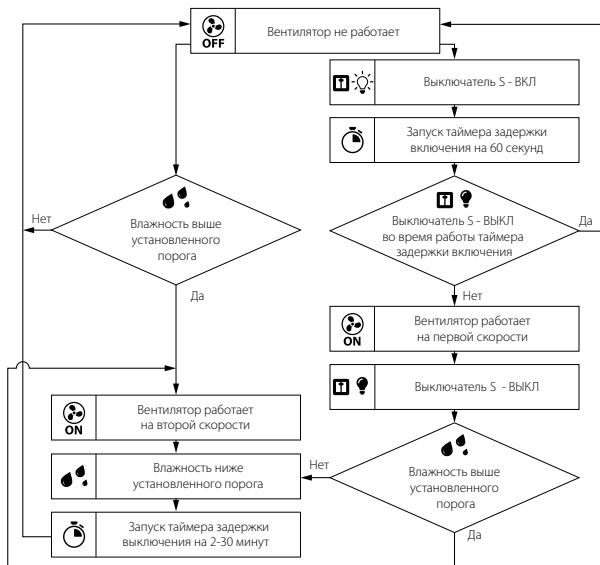 OFF
Вентилятор не работает
Выключатель S - ВКЛ
Запуск таймера задержки
включения на 60 секунд
Выключатель S - ВЫКЛ
во время работы таймера
задержки включения
Да
Нет
Влажность выше
установленного
порога
Нет
Да
ON
Вентилятор работает
на первой скорости
Выключатель S - ВЫКЛ
Влажность выше
установленного
порога
Нет
Да
ON
Вентилятор работает
на второй скорости
Влажность ниже
установленного порога
Запуск таймера задержки
выключения на 2-30 минут